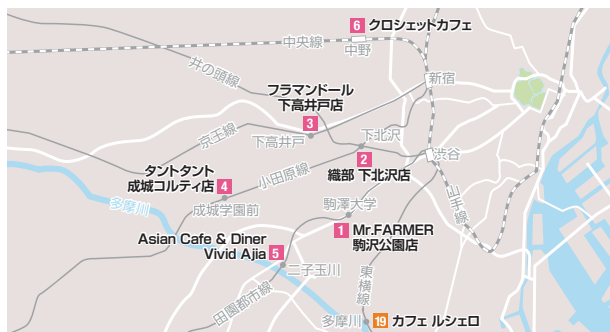 6 クロシェットカフェ
中央線
中野
井の頭線
新宿
フラマンドール
下高井戸店
3
京王線
下高井戸
下北沢
2
織部 下北沢店
渋谷
タントタント
成城コルティ店
4
小田原線
成城学園前
多摩川
山手線
駒澤大学
1 Mr.FARMER
駒沢公園店
Asian Cafe & Diner
Vivid Ajia 5
二子玉川
田園都市線
東横線
多摩川
19 カフェ ルシェロ